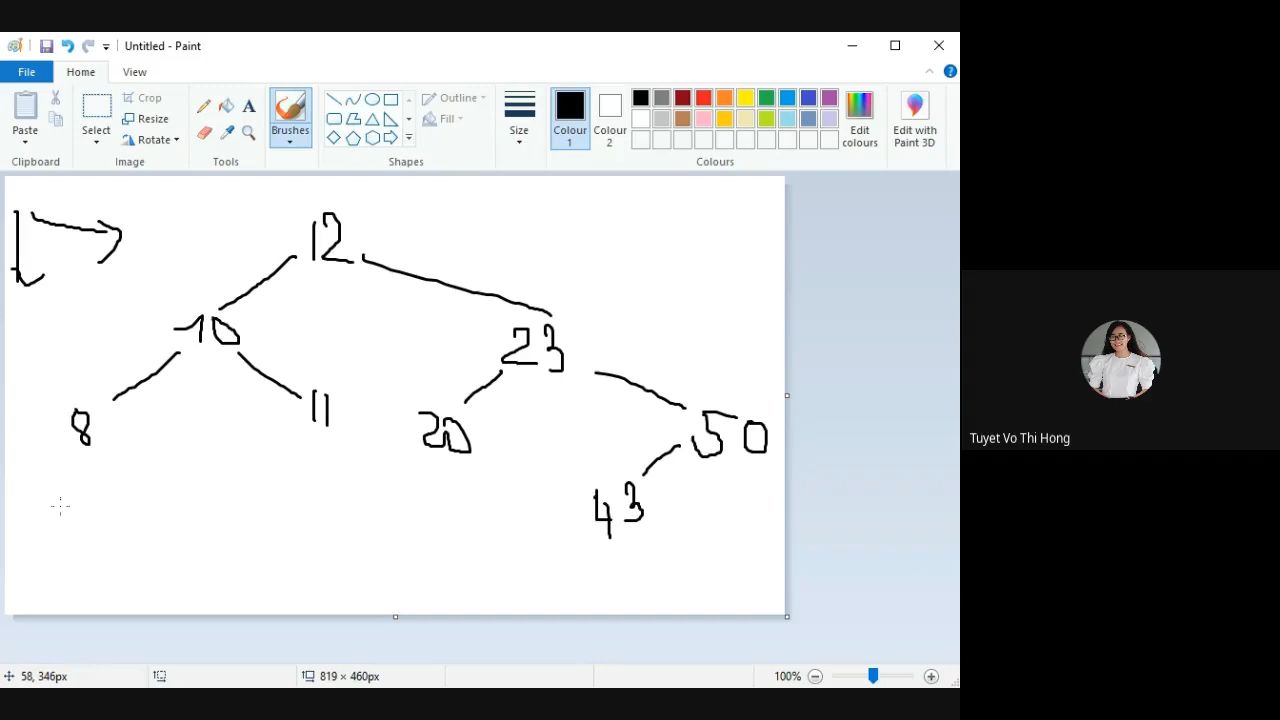 Untitled - Paint
File
Home
View
Paste
Select
Crop
Resize
Rotate
A
Brushes
Outline
Fill
Size
Colour 1
Colour 2
Edit colours
Edit with Paint 3D
Clipboard
Image
Tools
Shapes
Colours
12
10
23
8
11
20
50
43
Tuyet Vo Thi Hong
58, 346px
819 × 460px
100%